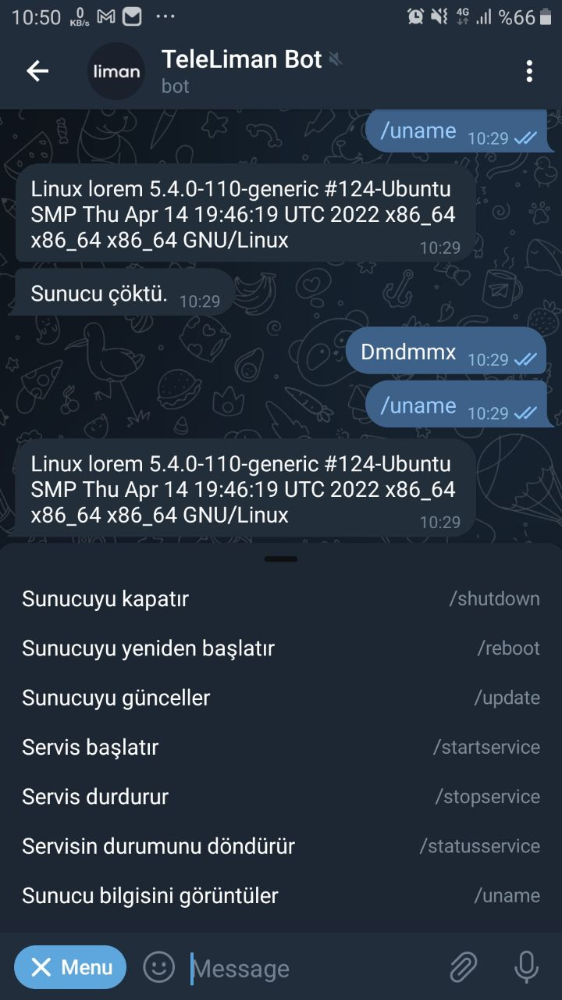 10:50 0 KB/s ... 4G %66
liman
TeleLiman Bot
bot
/uname 10:29
Linux lorem 5.4.0-110-generic #124-Ubuntu
SMP Thu Apr 14 19:46:19 UTC 2022 x86_64
x86_64 x86_64 GNU/Linux 10:29
Sunucu çöktü. 10:29
Dmdmmx 10:29
/uname 10:29
Linux lorem 5.4.0-110-generic #124-Ubuntu
SMP Thu Apr 14 19:46:19 UTC 2022 x86_64
x86_64 x86_64 GNU/Linux 10:29
Sunucuyu kapatır /shutdown
Sunucuyu yeniden başlatır /reboot
Sunucuyu günceller /update
Servis başlatır /startservice
Servis durdurur /stopservice
Servisin durumunu döndürür /statusservice
Sunucu bilgisini görüntüler /uname
Menu Message